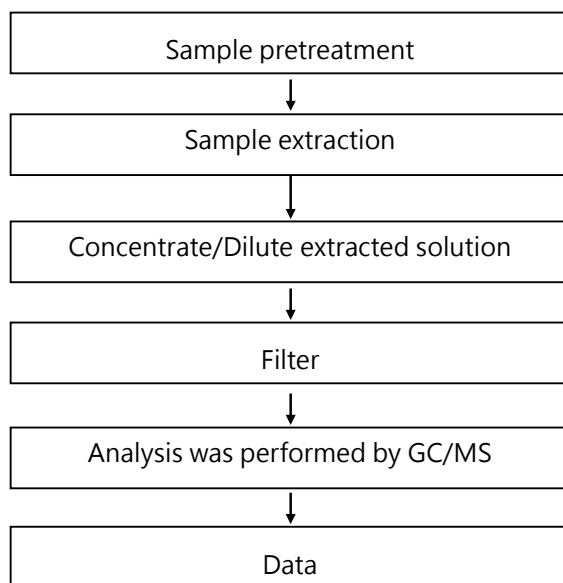 Sample pretreatment
Sample extraction
Concentrate/Dilute extracted solution
Filter
Analysis was performed by GC/MS
Data